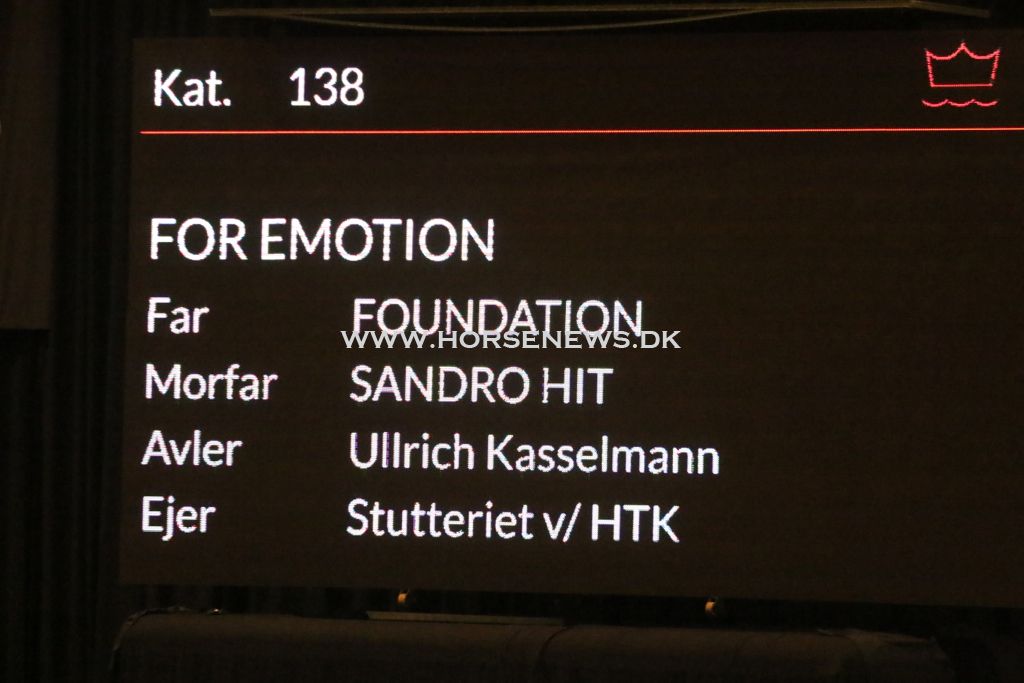 Kat. 138
FOR EMOTION
Far FOUNDATION
WWW.HORSENEWS.DK
Morfar SANDRO HIT
Avler Ullrich Kasselmann
Ejer Stutteriet v/ HTK